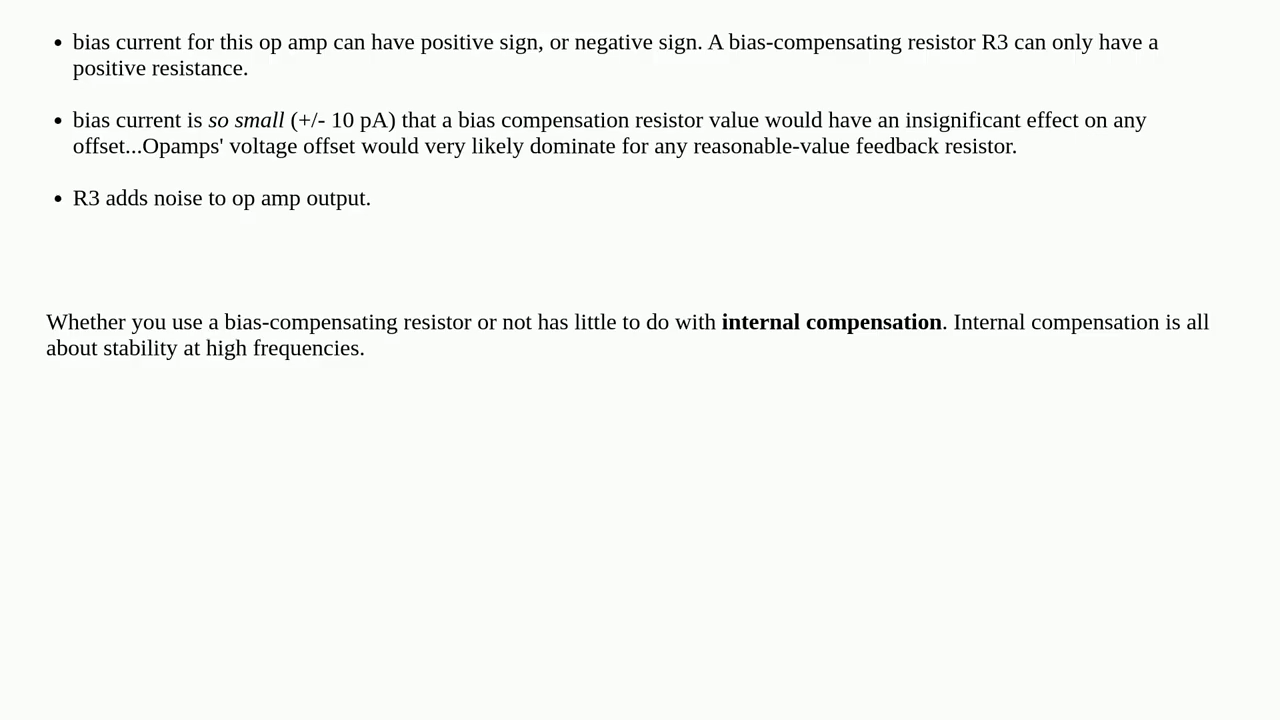 • bias current for this op amp can have positive sign, or negative sign. A bias-compensating resistor R3 can only have a
positive resistance.
• bias current is so small (+/- 10 pA) that a bias compensation resistor value would have an insignificant effect on any
offset...Opamps' voltage offset would very likely dominate for any reasonable-value feedback resistor.
• R3 adds noise to op amp output.
Whether you use a bias-compensating resistor or not has little to do with internal compensation. Internal compensation is all
about stability at high frequencies.